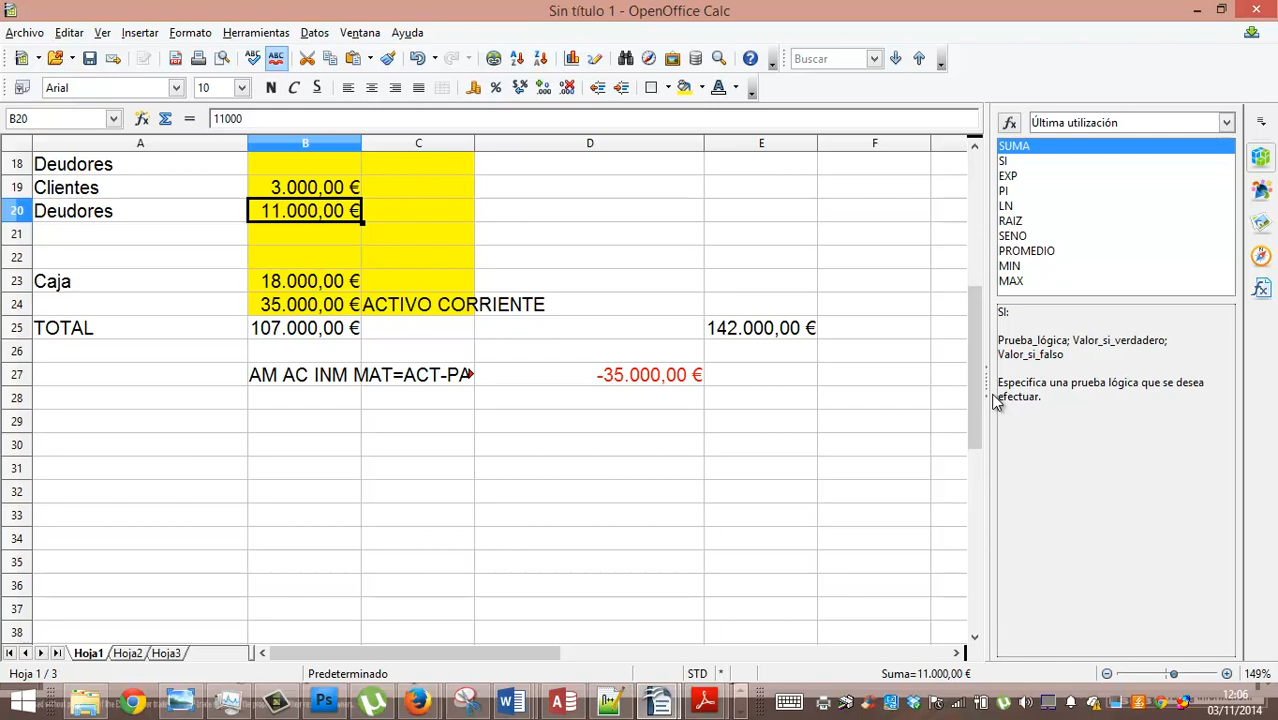 Sin título 1 - OpenOffice Calc
Archivo Editar Ver Insertar Formato Herramientas Datos Ventana Ayuda
Buscar
Arial 10 N C S
B20 11000 Última utilización
A B C D E F
18 Deudores
19 Clientes 3.000,00 €
20 Deudores 11.000,00 €
21
22
23 Caja 18.000,00 €
24 35.000,00 € ACTIVO CORRIENTE
25 TOTAL 107.000,00 € 142.000,00 €
26
27 AM AC INM MAT=ACT-PA -35.000,00 €
28
29
30
31
32
33
34
35
36
37
38
SUMA
SI
EXP
PI
LN
RAIZ
SENO
PROMEDIO
MIN
MAX
SI:
Prueba_lógica; Valor_si_verdadero;
Valor_si_falso
Especifica una prueba lógica que se desea
efectuar.
Hoja1 Hoja2 Hoja3
Hoja 1 / 3 Predeterminado STD * Suma=11.000,00 € 149%
12:06
03/11/2014